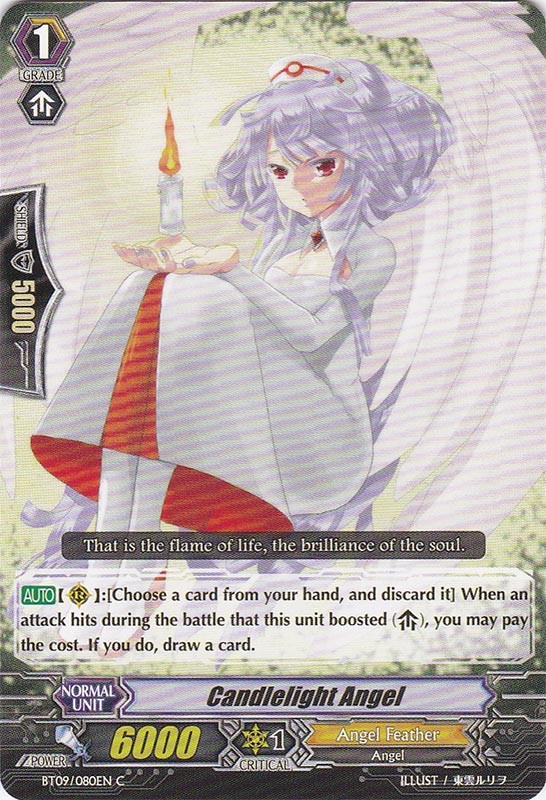 1
GRADE
SHIELD
5000
That is the flame of life, the brilliance of the soul.
AUTO【 R 】:[Choose a card from your hand, and discard it] When an
attack hits during the battle that this unit boosted ( ), you may pay
the cost. If you do, draw a card.
NORMAL
UNIT
Candlelight Angel
POWER
6000
1
CRITICAL
Angel Feather
Angel
BT09/080EN C
ILLUST / 東雲ルリヲ